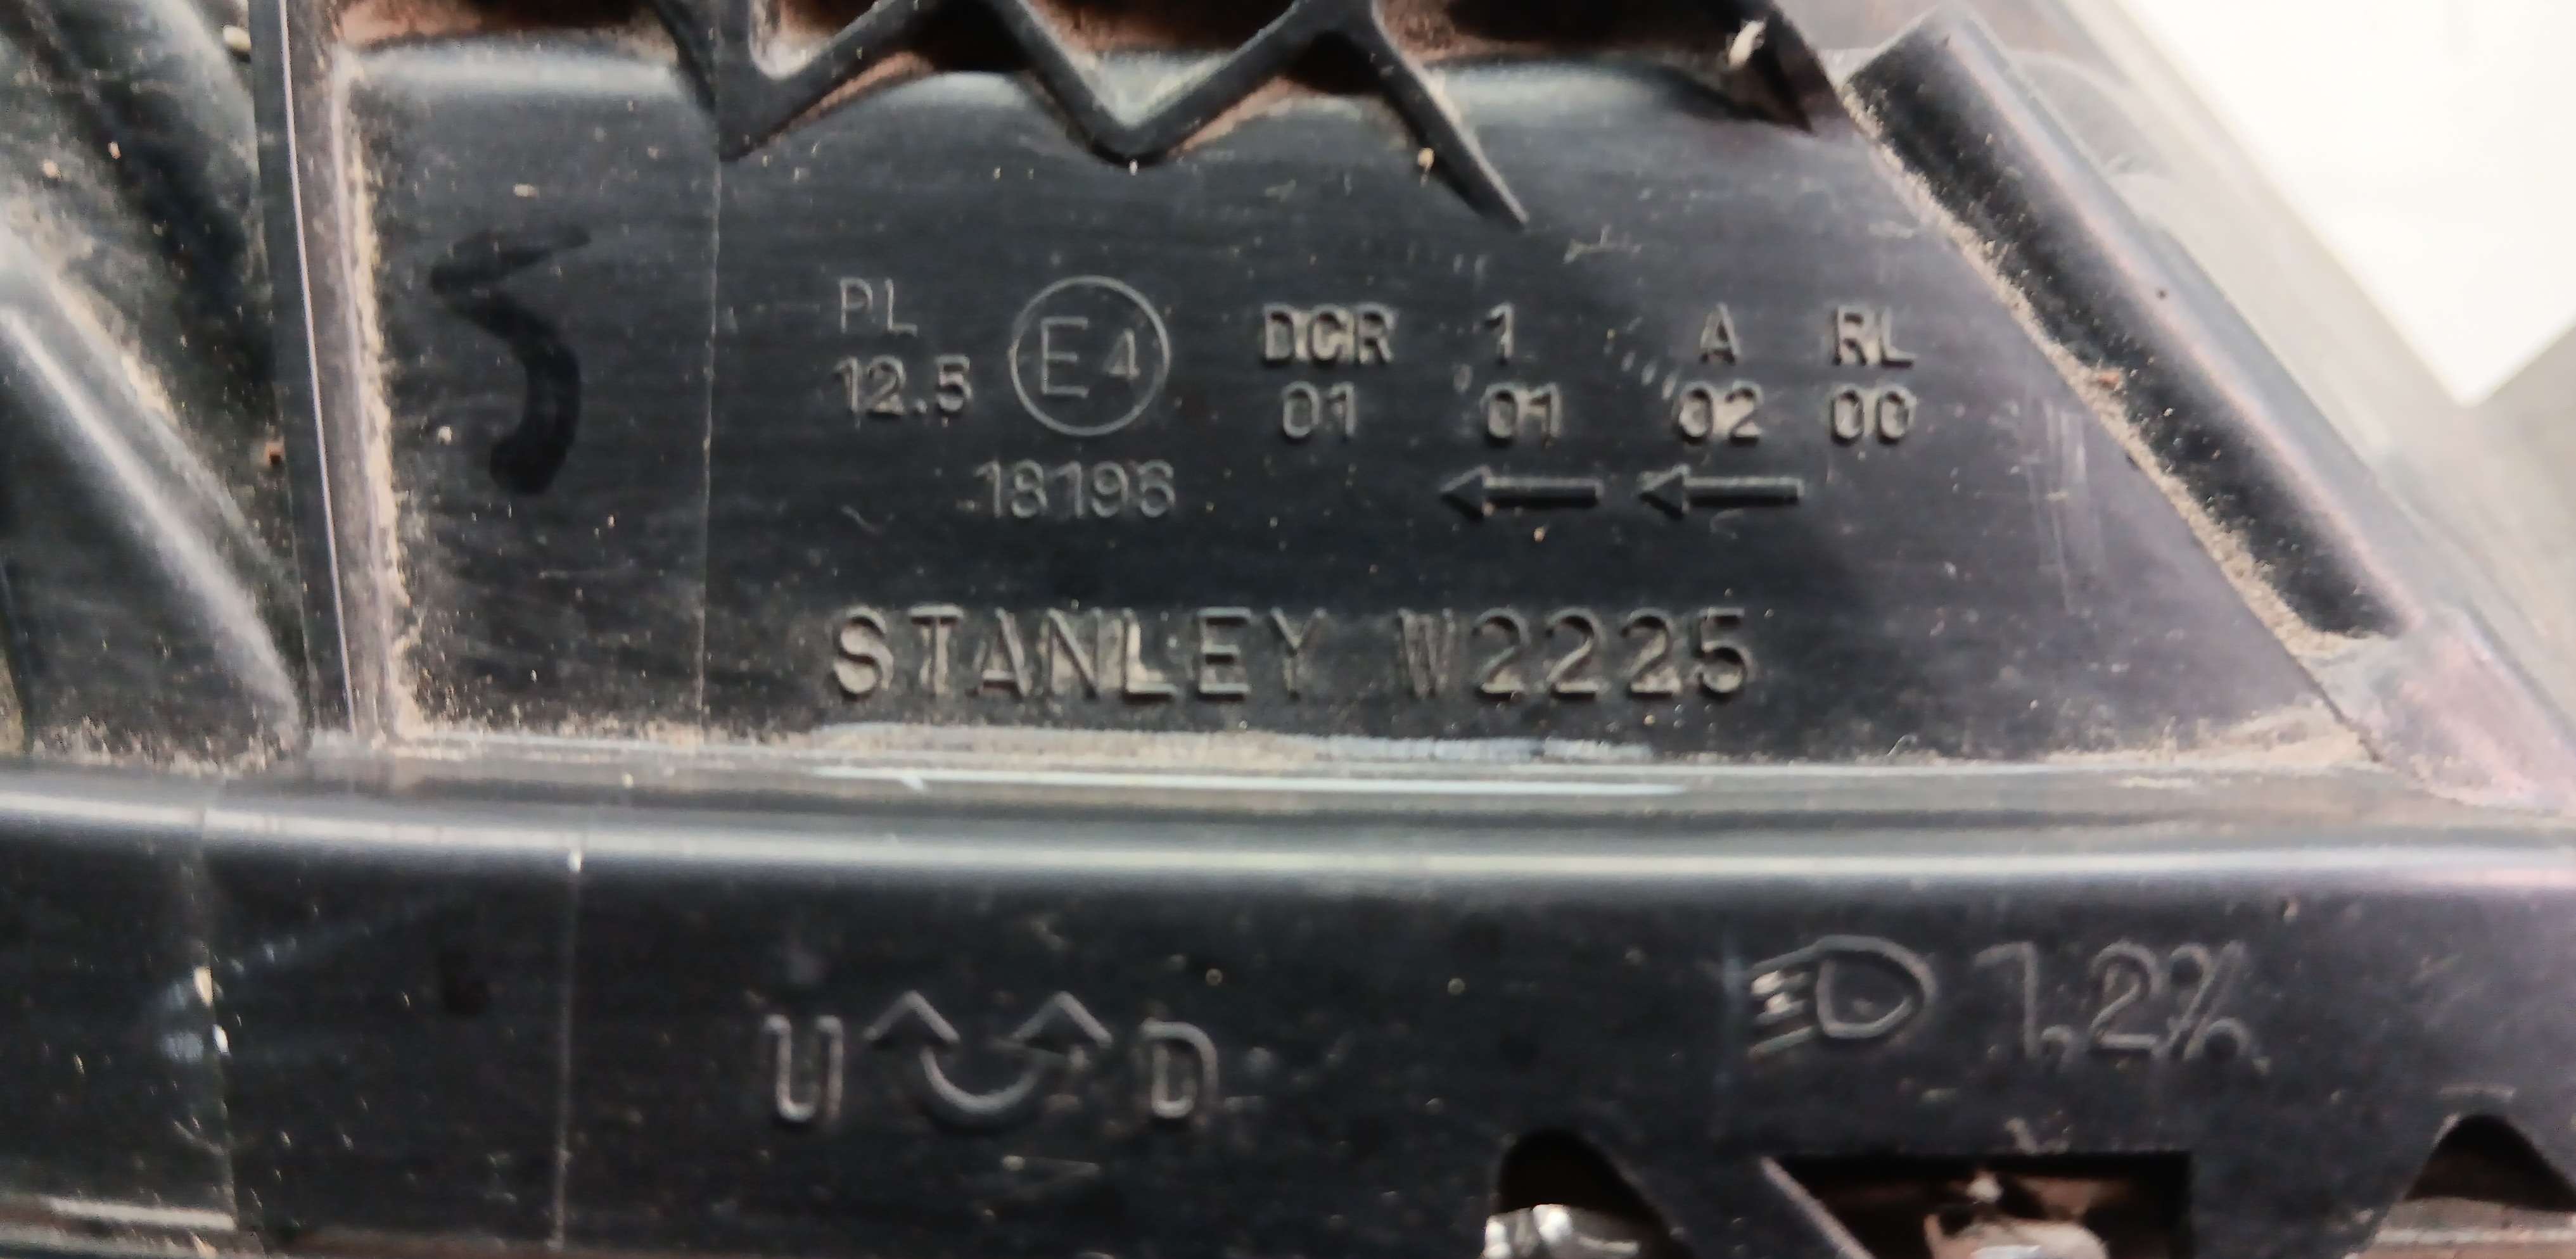 PL E4 DCR 1 A RL
12.5 01 01 02 00
18196
STANLEY W2225
U D
1,2%